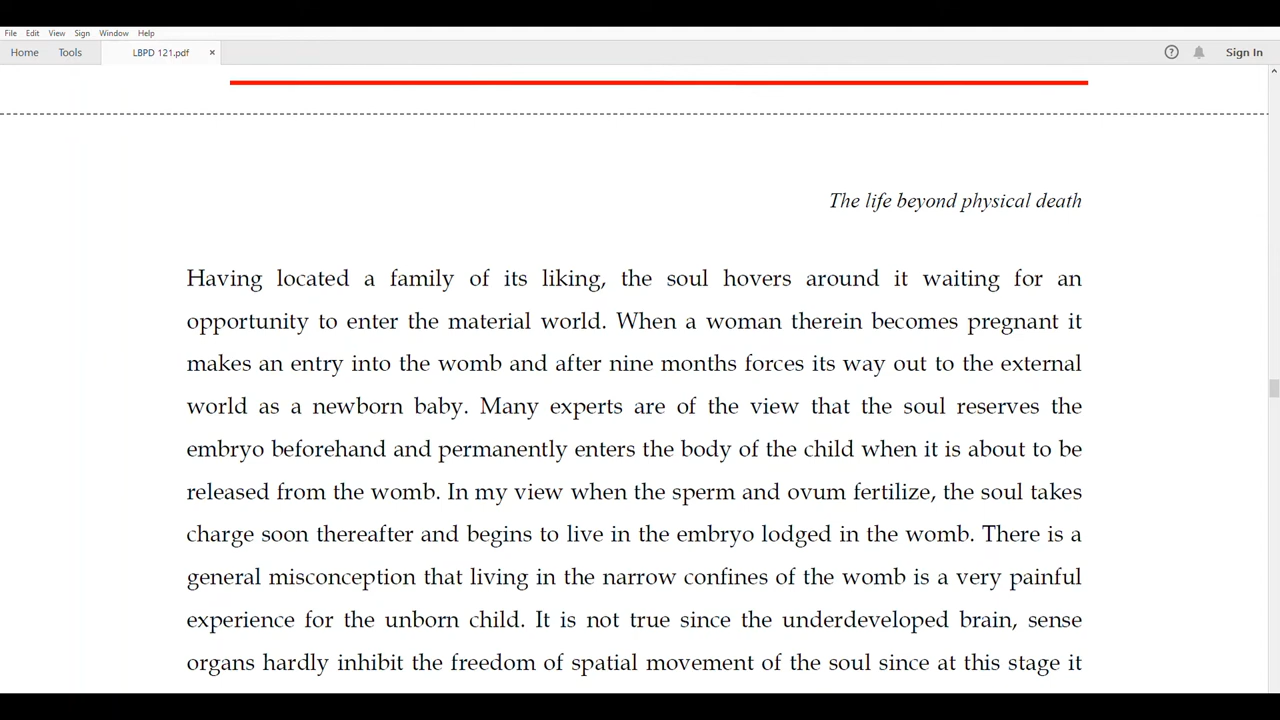 File Edit View Sign Window Help
Home Tools LBPD 121.pdf × ? Sign In
The life beyond physical death
Having located a family of its liking, the soul hovers around it waiting for an
opportunity to enter the material world. When a woman therein becomes pregnant it
makes an entry into the womb and after nine months forces its way out to the external
world as a newborn baby. Many experts are of the view that the soul reserves the
embryo beforehand and permanently enters the body of the child when it is about to be
released from the womb. In my view when the sperm and ovum fertilize, the soul takes
charge soon thereafter and begins to live in the embryo lodged in the womb. There is a
general misconception that living in the narrow confines of the womb is a very painful
experience for the unborn child. It is not true since the underdeveloped brain, sense
organs hardly inhibit the freedom of spatial movement of the soul since at this stage it